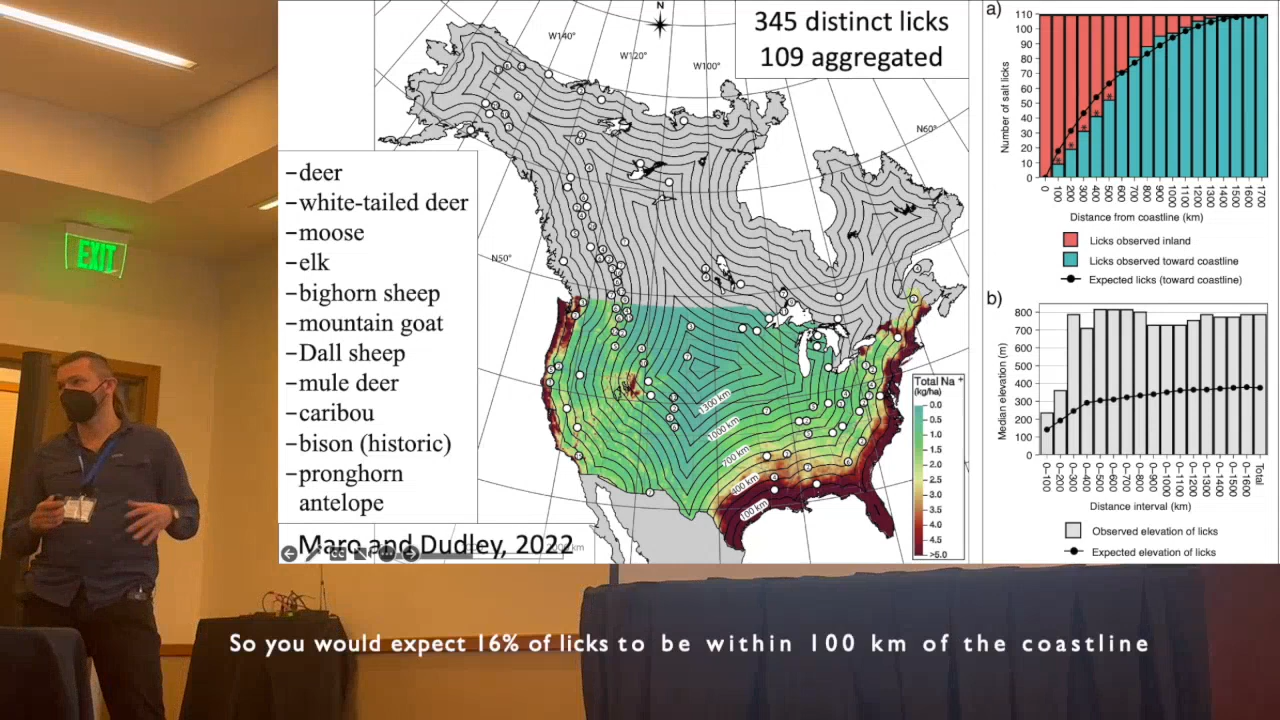 345 distinct licks
109 aggregated
N
W140°
W120°
W100°
N60°
N50°
EXIT
–deer
–white-tailed deer
–moose
–elk
–bighorn sheep
–mountain goat
–Dall sheep
–mule deer
–caribou
–bison (historic)
–pronghorn
antelope
Maro and Dudley, 2022
1300 km
1000 km
700 km
400 km
100 km
Total Na +
(kg/ha)
0.0
0.5
1.0
1.5
2.0
2.5
3.0
3.5
4.0
4.5
>5.0
a)
Number of salt licks
110
100
90
80
70
60
50
40
30
20
10
0
0 100 200 300 400 500 600 700 800 900 1000 1100 1200 1300 1400 1500 1600 1700
Distance from coastline (km)
Licks observed inland
Licks observed toward coastline
Expected licks (toward coastline)
b)
Median elevation (m)
800
700
600
500
400
300
200
100
0
0-100 0-200 0-300 0-400 0-500 0-600 0-700 0-800 0-900 0-1000 0-1100 0-1200 0-1300 0-1400 0-1500 0-1600 Total
Distance interval (km)
Observed elevation of licks
Expected elevation of licks
So you would expect 16% of licks to be within 100 km of the coastline